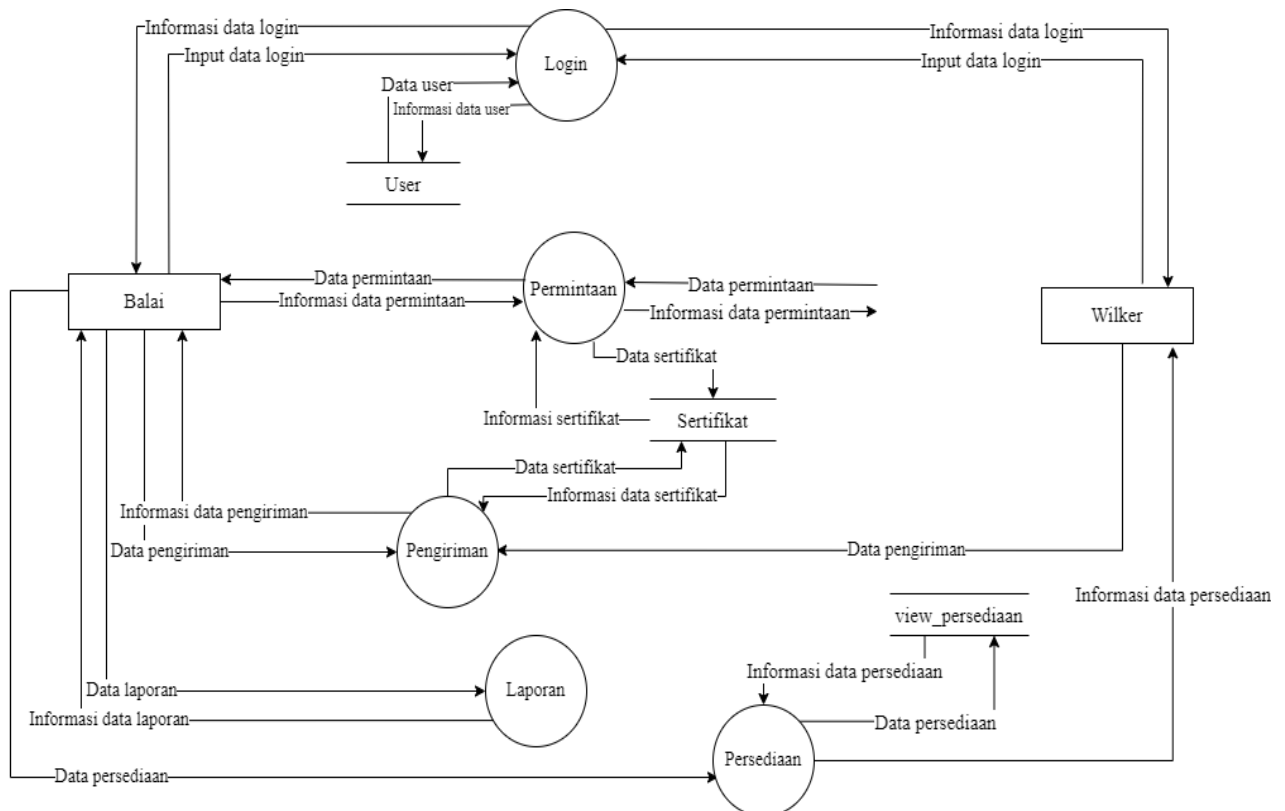 Informasi data login
Informasi data login
Input data login
Login
Input data login
Data user
Informasi data user
User
Data permintaan
Balai
Informasi data permintaan
Permintaan
Data permintaan
Informasi data permintaan
Wilker
Data sertifikat
Informasi sertifikat
Sertifikat
Data sertifikat
Informasi data sertifikat
Informasi data pengiriman
Data pengiriman
Pengiriman
Data pengiriman
Informasi data persediaan
view_persediaan
Informasi data persediaan
Data laporan
Laporan
Informasi data laporan
Data persediaan
Persediaan
Data persediaan